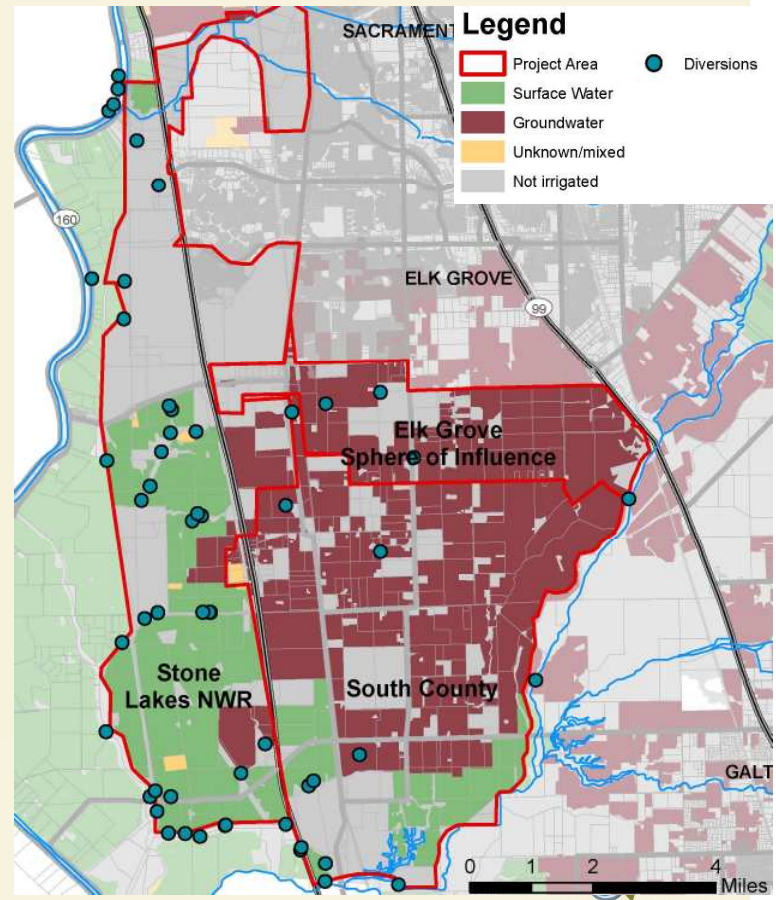 Legend
Project Area
Diversions
Surface Water
Groundwater
Unknown/mixed
Not irrigated
SACRAMENT
160
ELK GROVE
99
Elk Grove
Sphere of Influence
Stone
Lakes NWR
South County
GALT
0 1 2 4
Miles